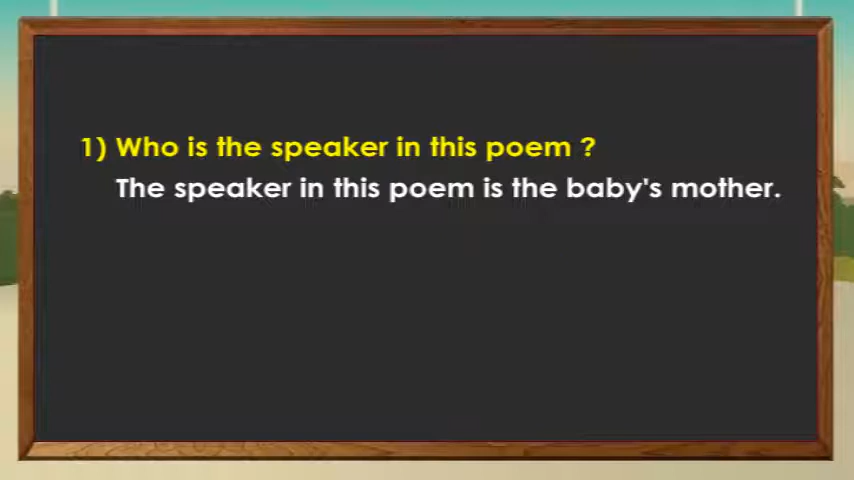 1) Who is the speaker in this poem ?
The speaker in this poem is the baby's mother.